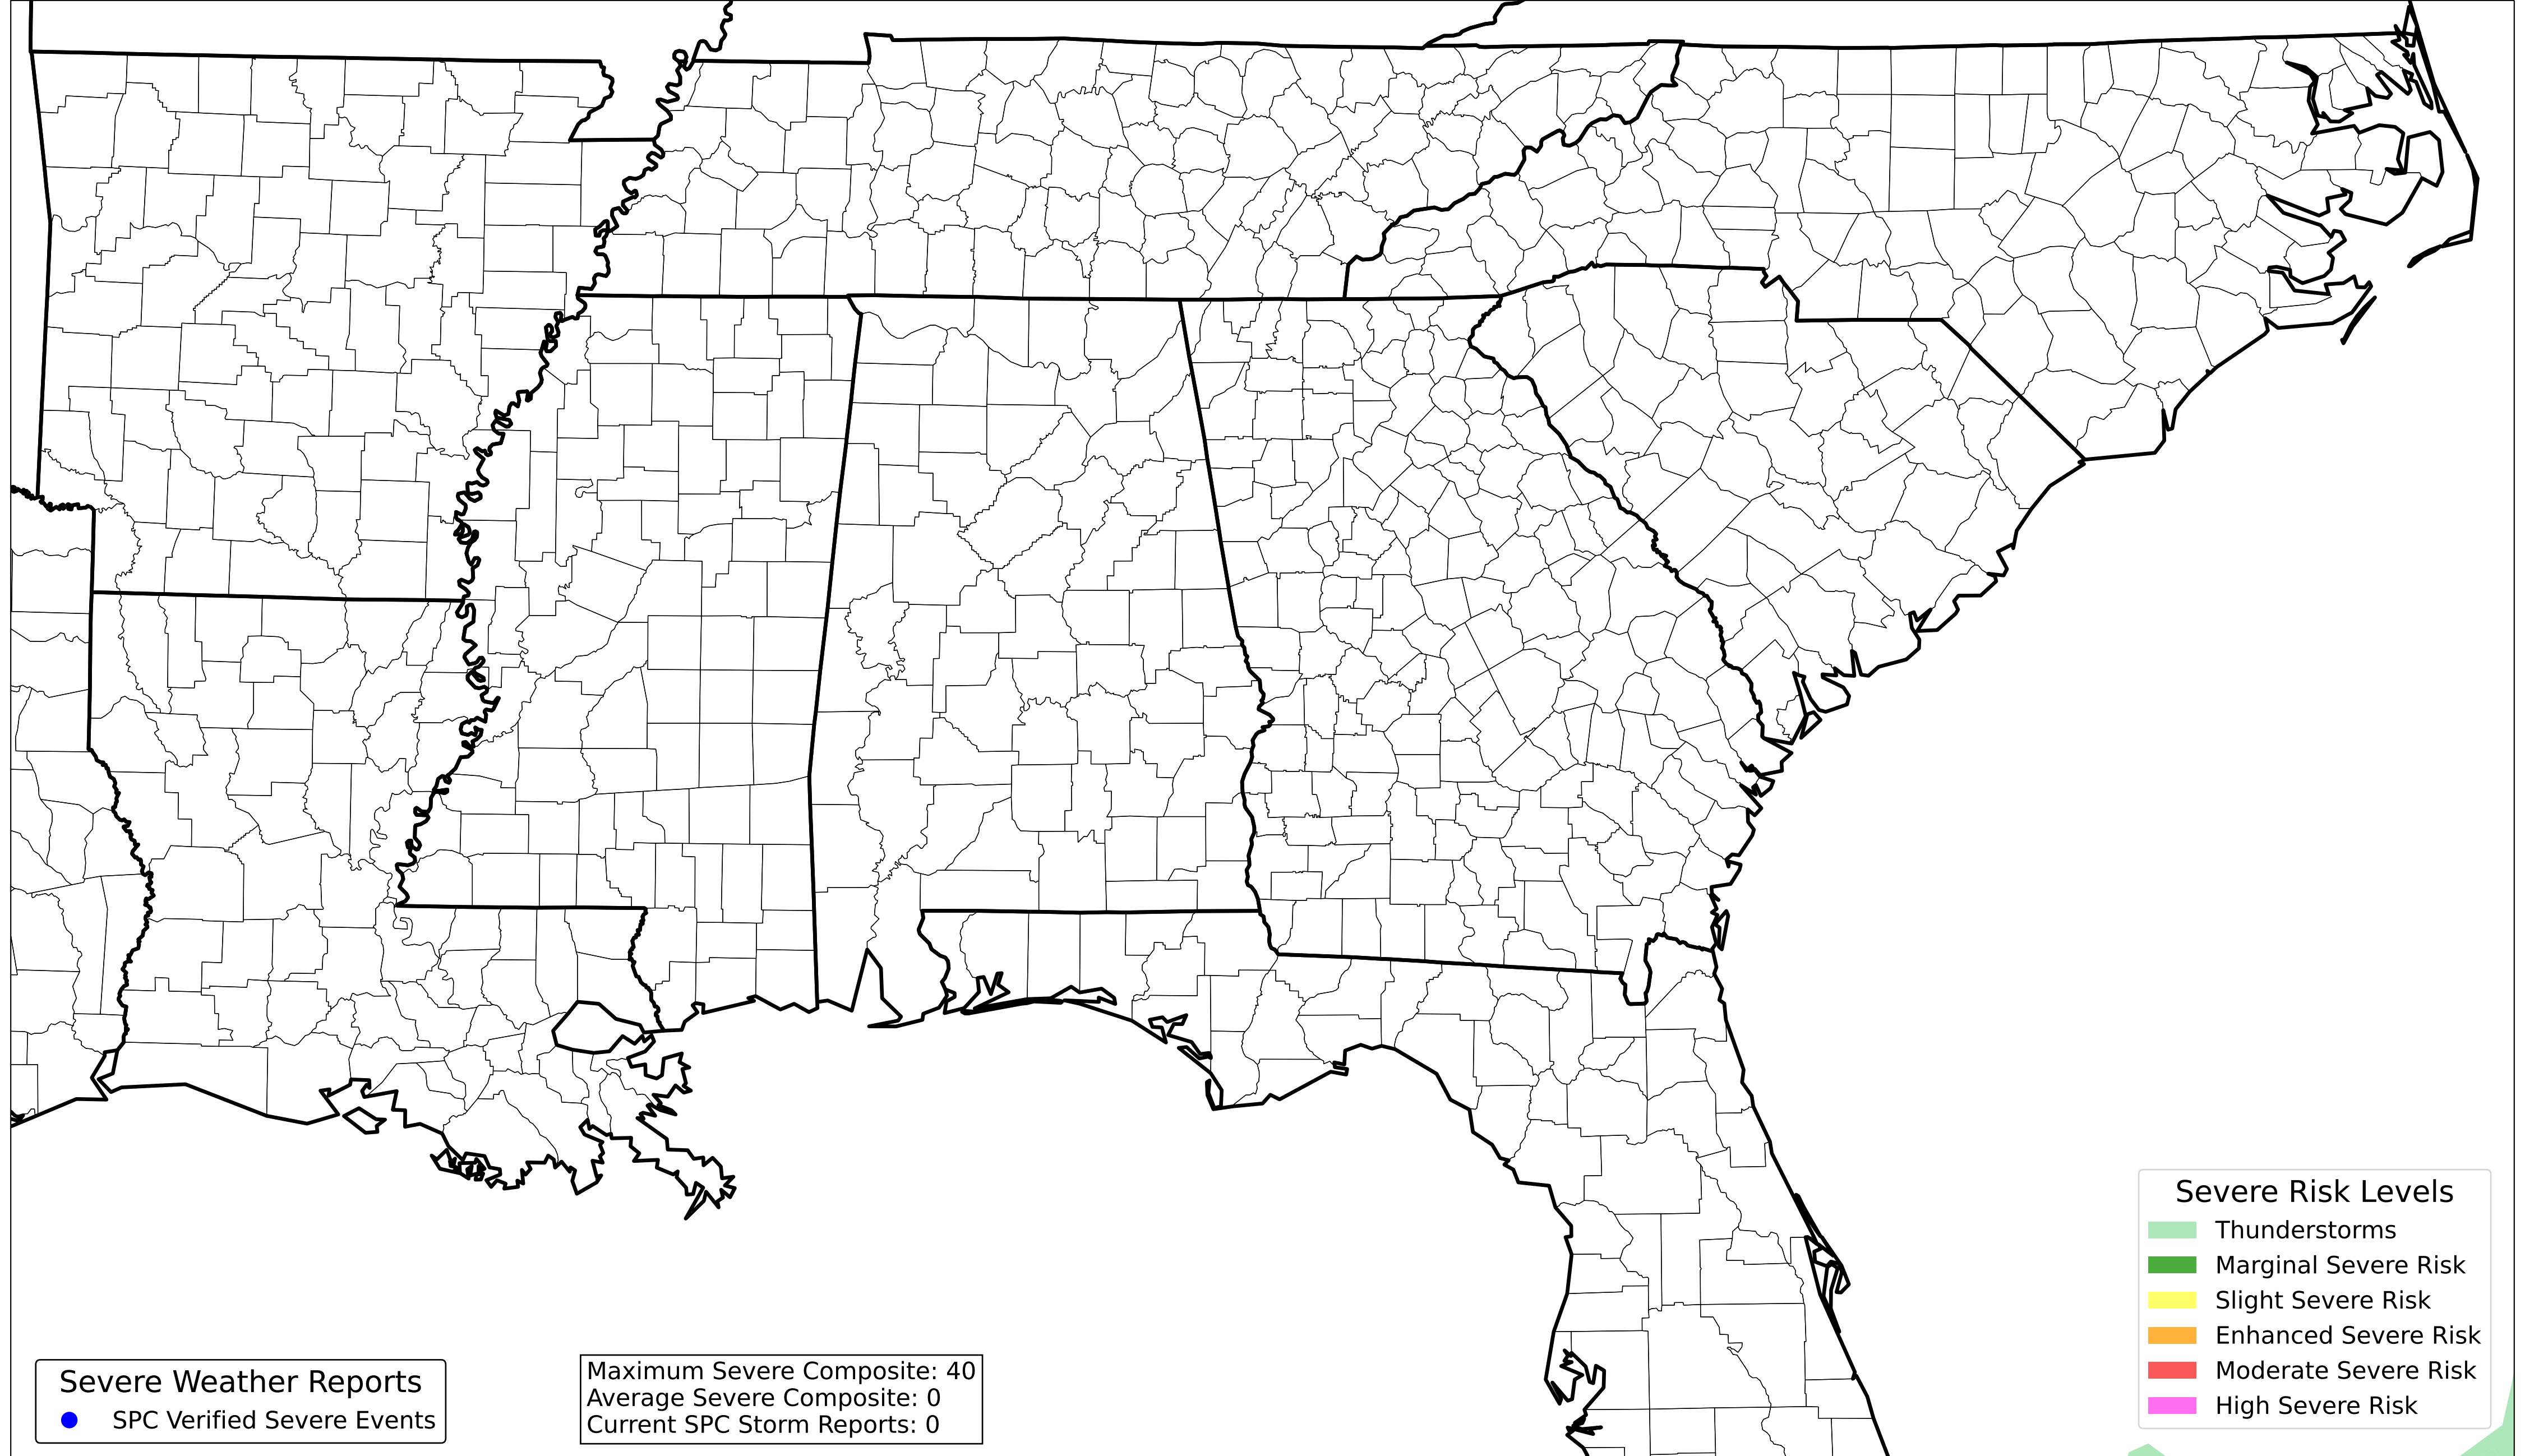 Severe Weather Reports
SPC Verified Severe Events
Maximum Severe Composite: 40
Average Severe Composite: 0
Current SPC Storm Reports: 0
Severe Risk Levels
Thunderstorms
Marginal Severe Risk
Slight Severe Risk
Enhanced Severe Risk
Moderate Severe Risk
High Severe Risk